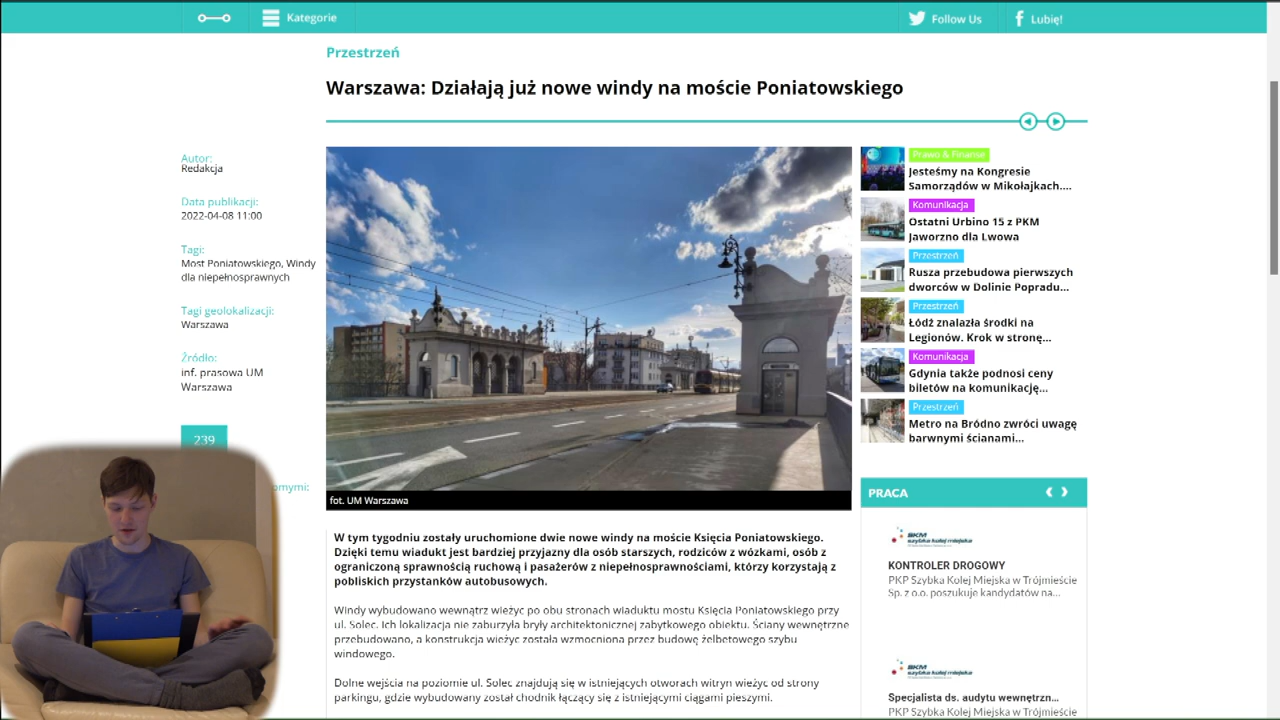 Kategorie
Follow Us
Lubię!
Przestrzeń
Warszawa: Działają już nowe windy na moście Poniatowskiego
Autor:
Redakcja
Data publikacji:
2022-04-08 11:00
Tagi:
Most Poniatowskiego, Windy
dla niepełnosprawnych
Tagi geolokalizacji:
Warszawa
Źródło:
inf. prasowa UM
Warszawa
239
omymi:
fot. UM Warszawa
W tym tygodniu zostały uruchomione dwie nowe windy na moście Księcia Poniatowskiego.
Dzięki temu wiadukt jest bardziej przyjazny dla osób starszych, rodziców z wózkami, osób z
ograniczoną sprawnością ruchową i pasażerów z niepełnosprawnościami, którzy korzystają z
pobliskich przystanków autobusowych.
Windy wybudowano wewnątrz wieżyc po obu stronach wiaduktu mostu Księcia Poniatowskiego przy
ul. Solec. Ich lokalizacja nie zaburzyła bryły architektonicznej zabytkowego obiektu. Ściany wewnętrzne
przebudowano, a konstrukcja wieżyc została wzmocniona przez budowę żelbetowego szybu
windowego.
Dolne wejścia na poziomie ul. Solec znajdują się w istniejących otworach witryn wieżyc od strony
parkingu, gdzie wybudowany został chodnik łączący się z istniejącymi ciągami pieszymi.
Prawo & Finanse
Jesteśmy na Kongresie
Samorządów w Mikołajkach....
Komunikacja
Ostatni Urbino 15 z PKM
Jaworzno dla Lwowa
Przestrzeń
Rusza przebudowa pierwszych
dworców w Dolinie Popradu...
Przestrzeń
Łódź znalazła środki na
Legionów. Krok w stronę...
Komunikacja
Gdynia także podnosi ceny
biletów na komunikację...
Przestrzeń
Metro na Bródno zwróci uwagę
barwnymi ścianami...
PRACA
SKM
szybka kolej miejska
KONTROLER DROGOWY
PKP Szybka Kolej Miejska w Trójmieście
Sp. z o.o. poszukuje kandydatów na...
SKM
szybka kolej miejska
Specjalista ds. audytu wewnętrzn...
PKP Szybka Kolej Miejska w Trójmieście